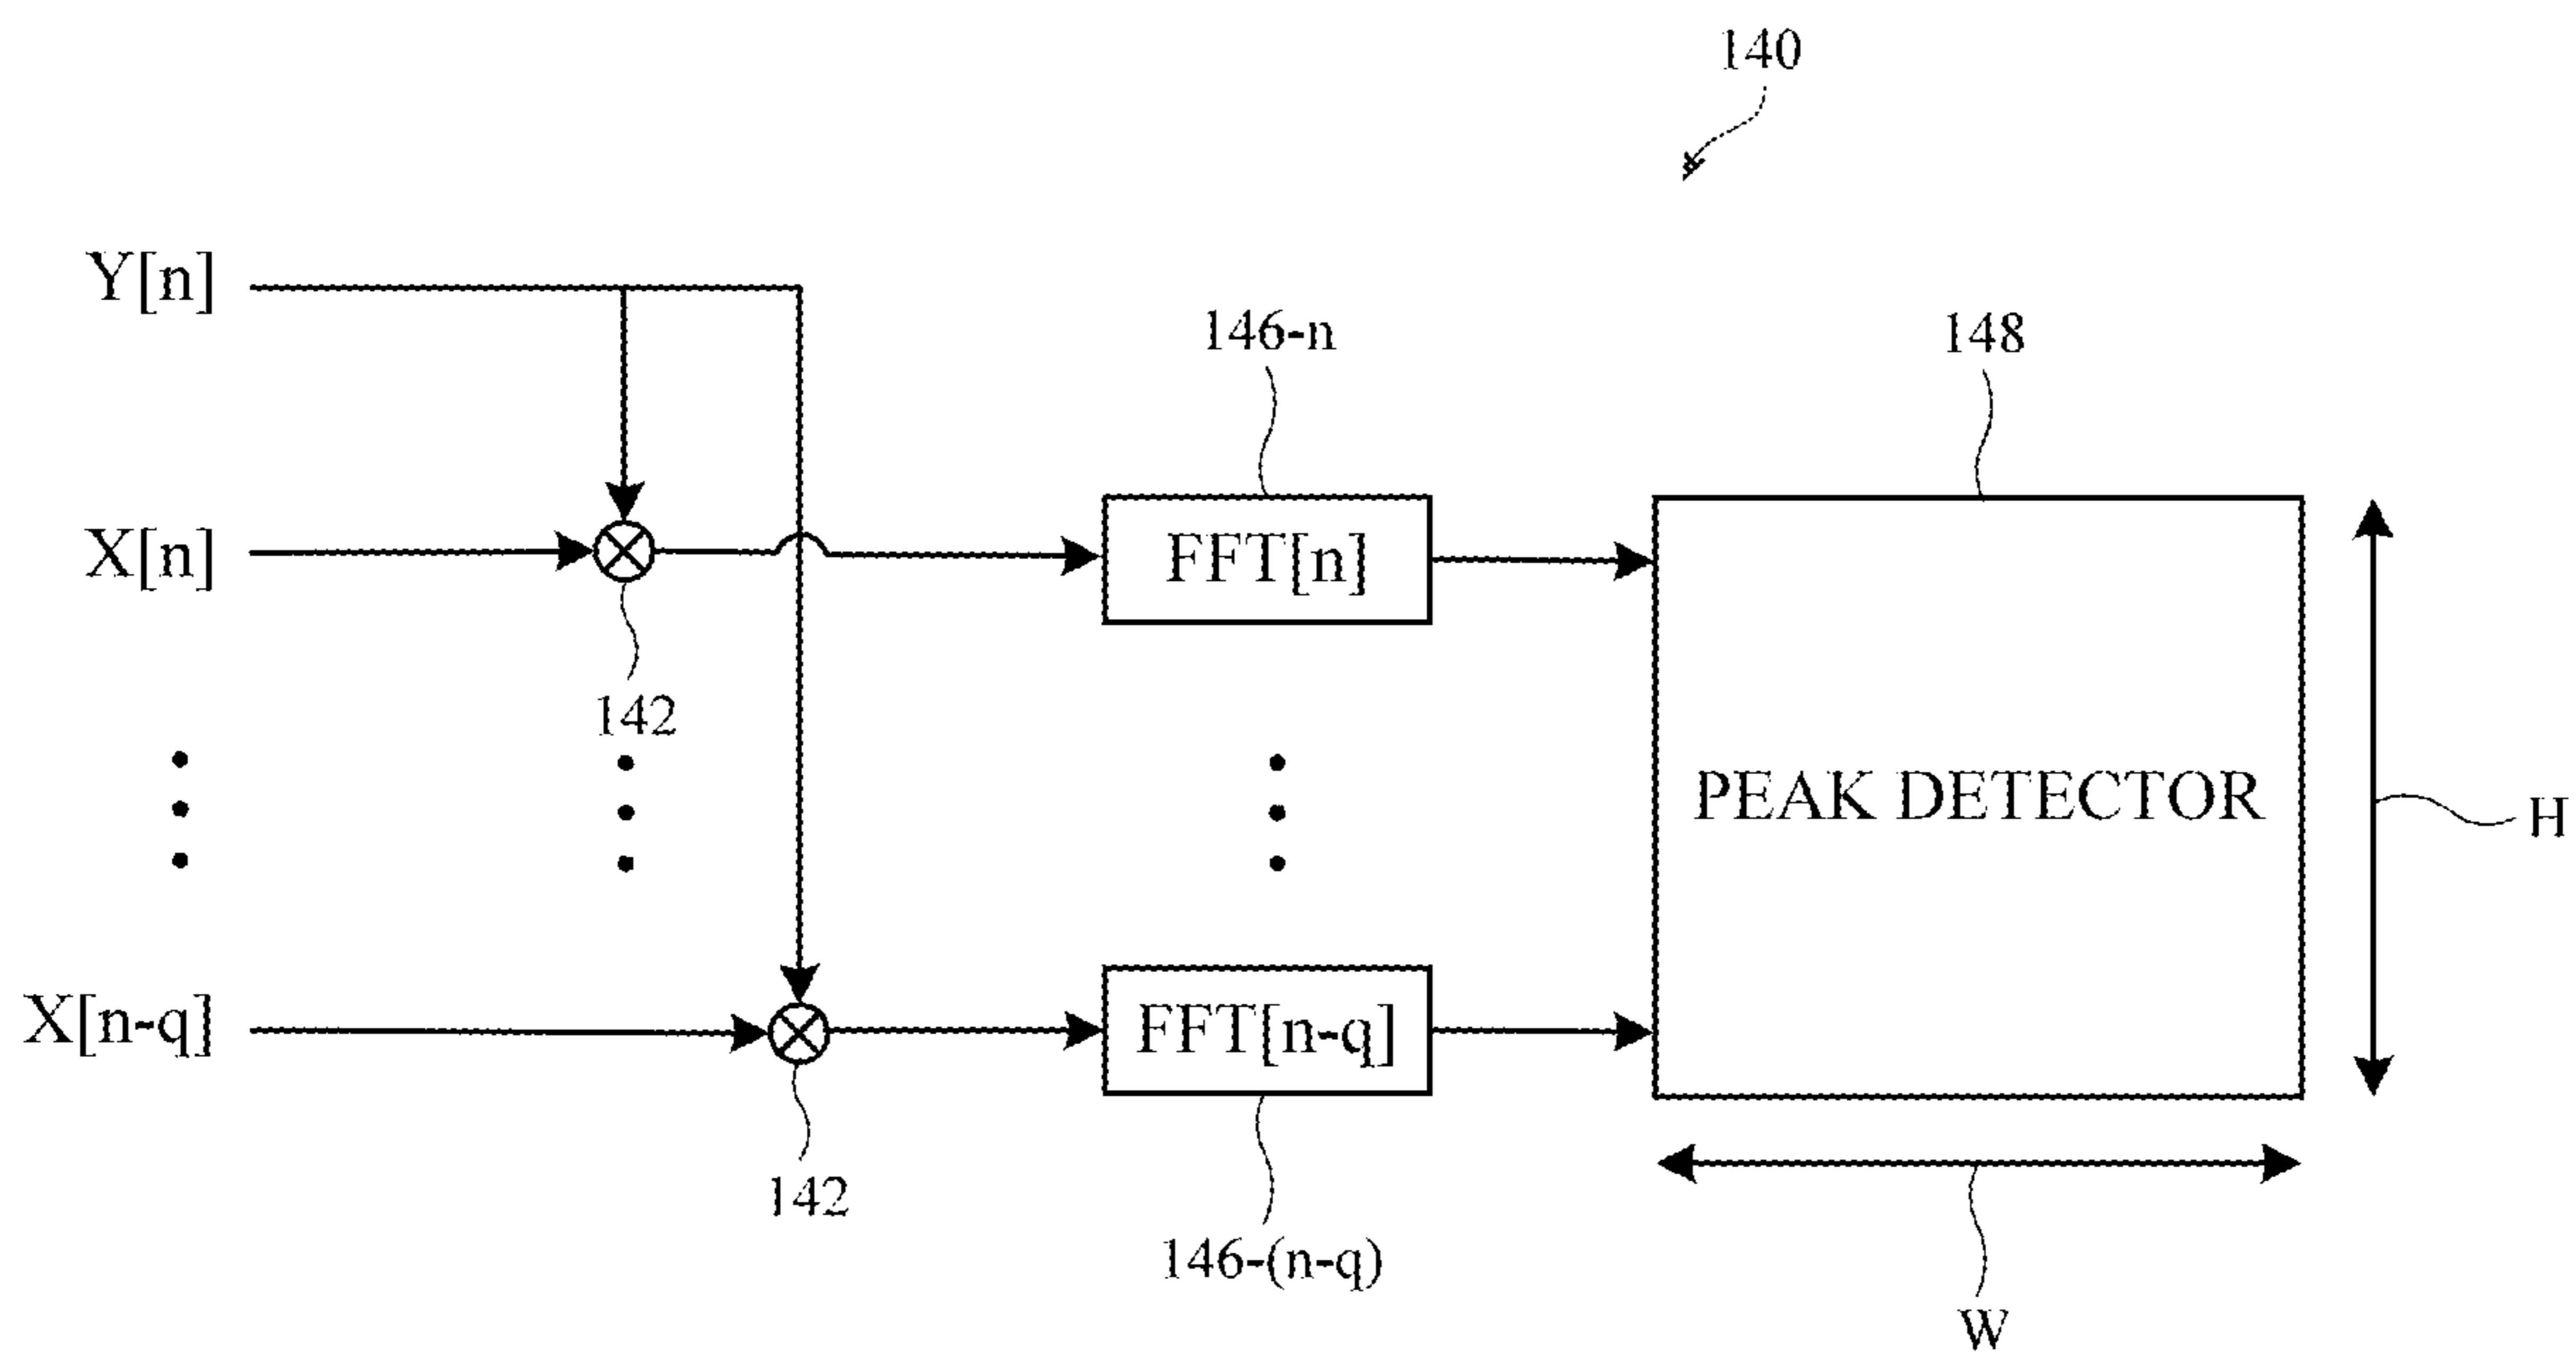 140
Y[n]
146-n
148
X[n]
FFT[n]
142
PEAK DETECTOR
H
X[n-q]
FFT[n-q]
142
146-(n-q)
W